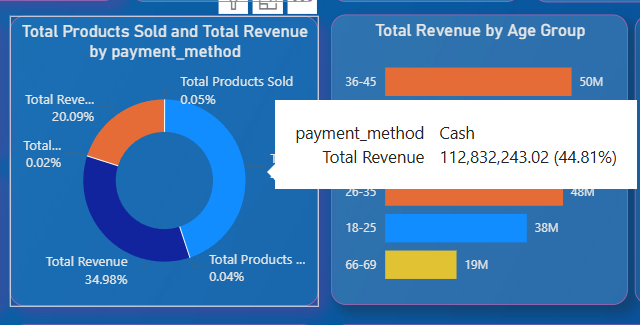 Total Products Sold and Total Revenue
by payment_method
Total Products Sold
0.05%
Total Reve...
20.09%
Total...
0.02%
Total Revenue
34.98%
Total Products ...
0.04%
payment_method Cash
Total Revenue 112,832,243.02 (44.81%)
Total Revenue by Age Group
36-45 50M
26-35 48M
18-25 38M
66-69 19M